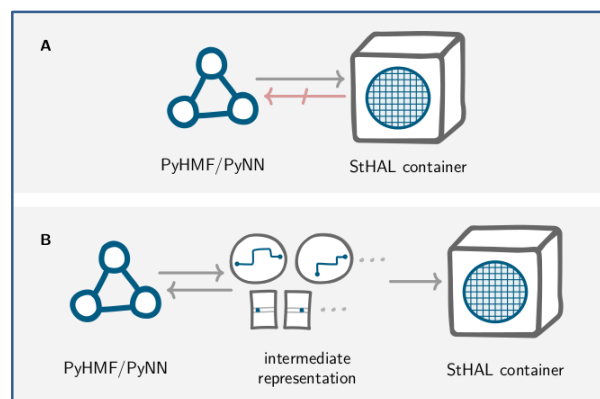 A
PyHMF/PyNN
StHAL container
B
PyHMF/PyNN
intermediate
representation
StHAL container